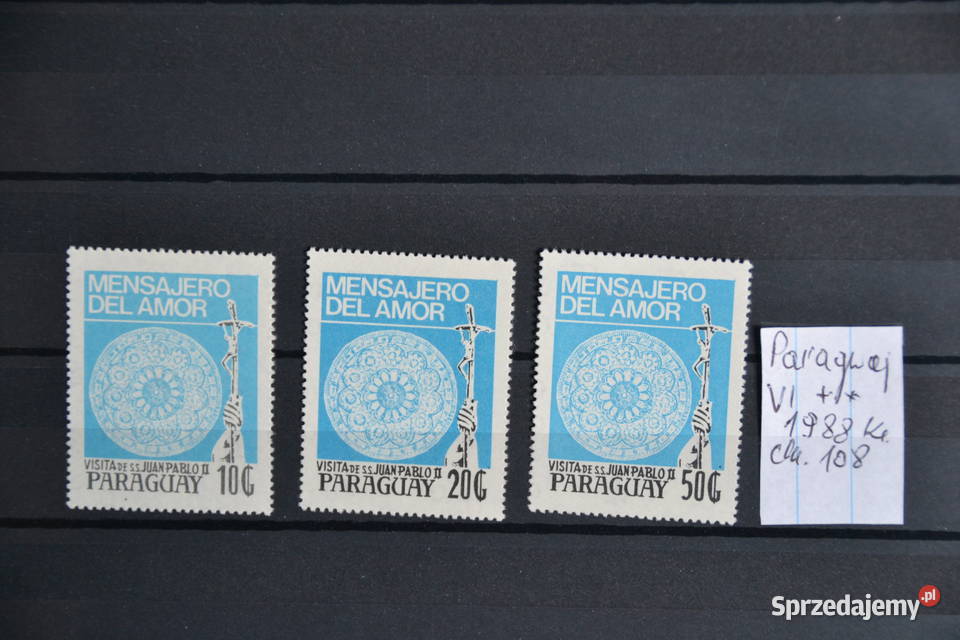 MENSAJERO
DEL AMOR
VISITA DE S.S. JUAN PABLO II
PARAGUAY 10₲
MENSAJERO
DEL AMOR
VISITA DE S.S. JUAN PABLO II
PARAGUAY 20₲
MENSAJERO
DEL AMOR
VISITA DE S.S. JUAN PABLO II
PARAGUAY 50₲
Paragwaj
VI
1988
108
Sprzedajemy.pl